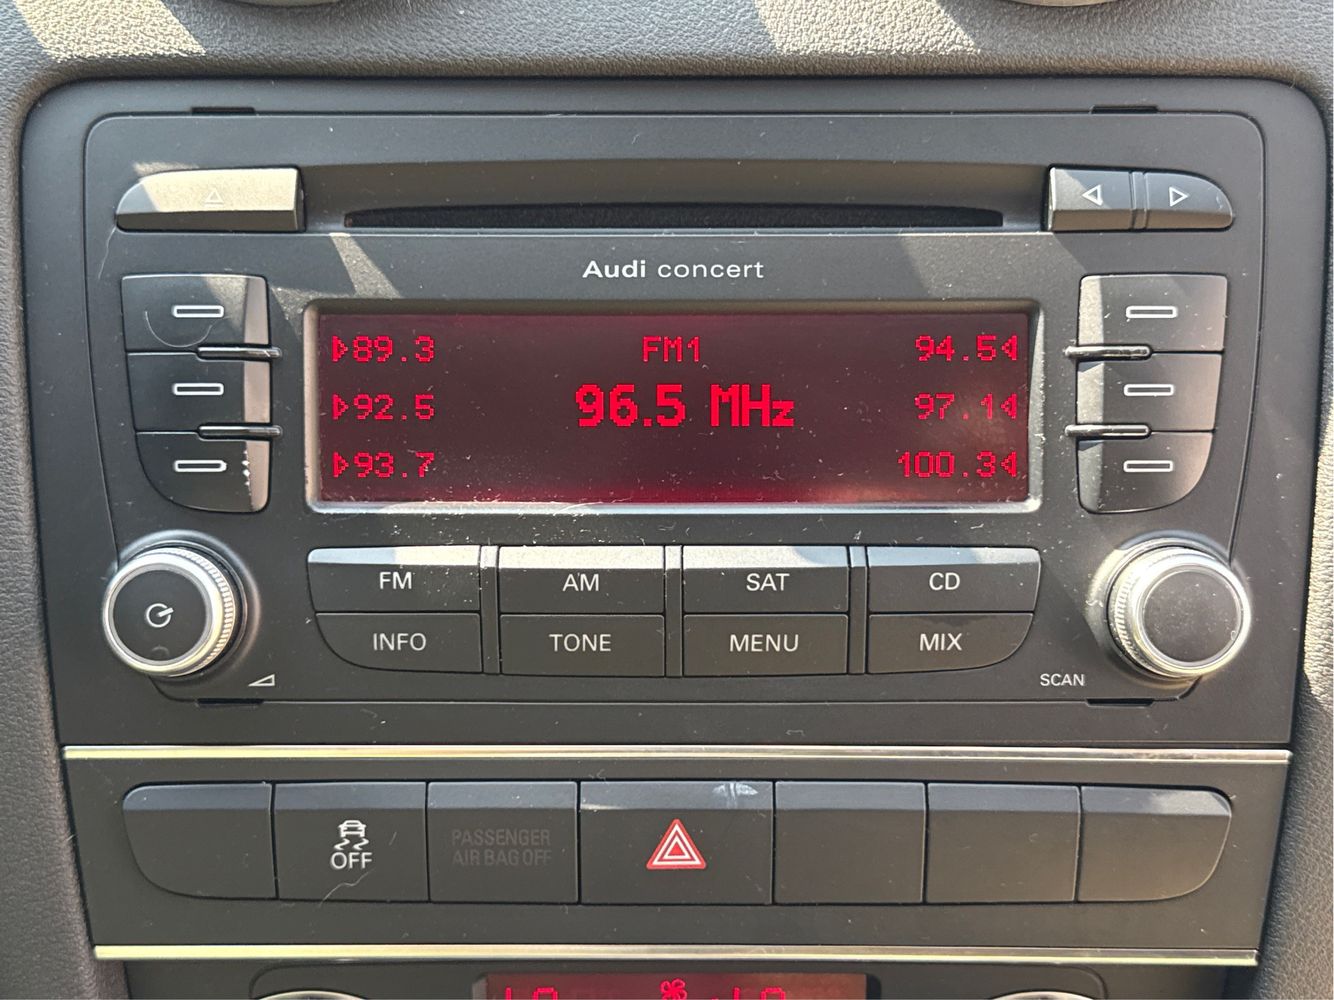 Audi concert
89.3 FM1 94.5
92.5 96.5 MHz 97.1
93.7 100.3
FM AM SAT CD
INFO TONE MENU MIX
SCAN
OFF
PASSENGER
AIR BAG OFF